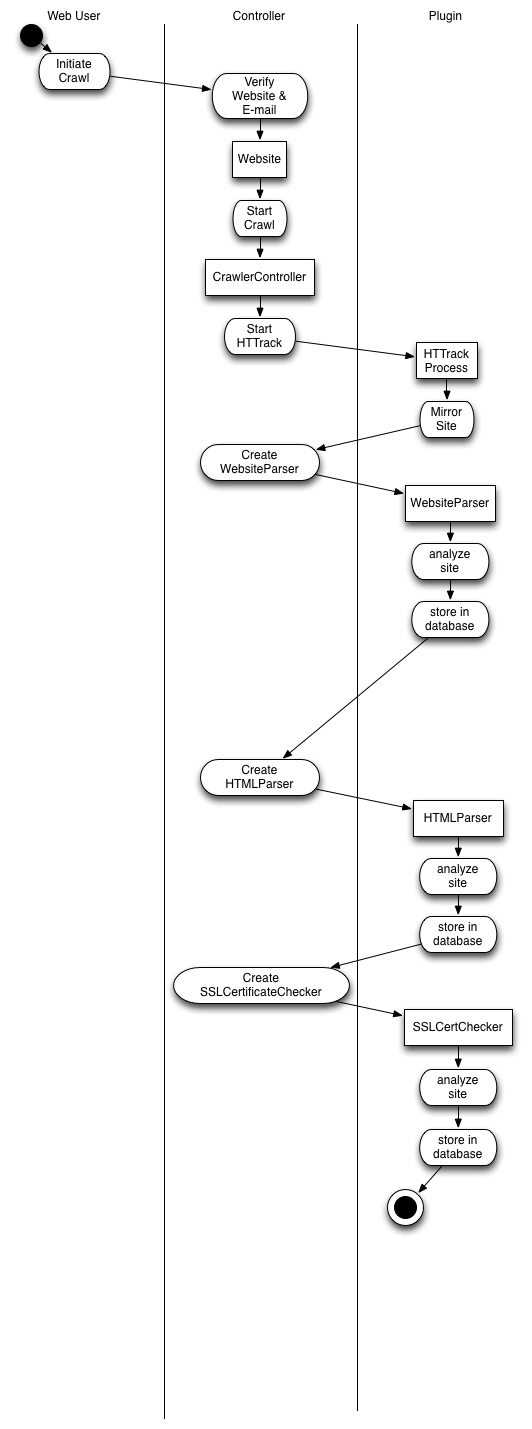 Web User
Controller
Plugin
Initiate
Crawl
Verify
Website &
E-mail
Website
Start
Crawl
CrawlerController
Start
HTTrack
HTTrack
Process
Mirror
Site
Create
WebsiteParser
WebsiteParser
analyze
site
store in
database
Create
HTMLParser
HTMLParser
analyze
site
store in
database
Create
SSLCertificateChecker
SSLCertChecker
analyze
site
store in
database